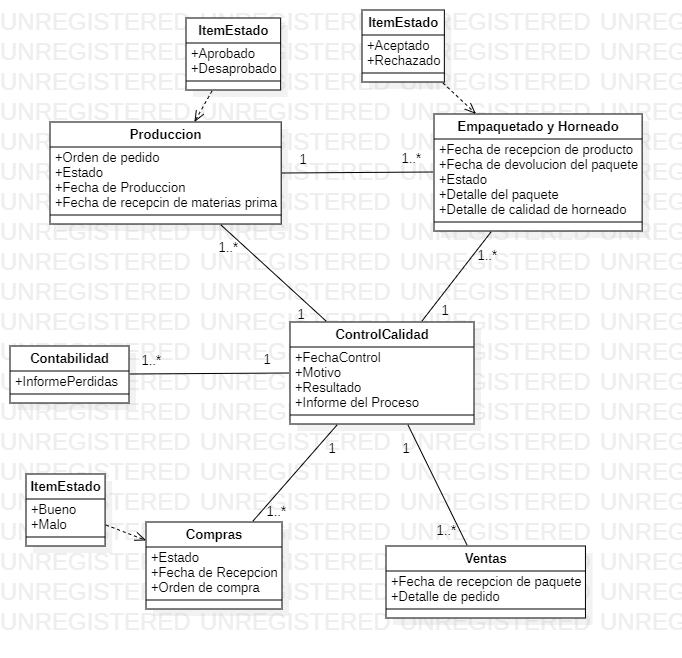 ItemEstado
+Aprobado
+Desaprobado
ItemEstado
+Aceptado
+Rechazado
Produccion
+Orden de pedido
+Estado
+Fecha de Produccion
+Fecha de recepcin de materias prima
1
1..*
Empaquetado y Horneado
+Fecha de recepcion de producto
+Fecha de devolucion del paquete
+Estado
+Detalle del paquete
+Detalle de calidad de horneado
1..*
1..*
1
1
ControlCalidad
+FechaControl
+Motivo
+Resultado
+Informe del Proceso
Contabilidad
+InformePerdidas
1..*
1
1
1
ItemEstado
+Bueno
+Malo
1..*
1..*
Compras
+Estado
+Fecha de Recepcion
+Orden de compra
Ventas
+Fecha de recepcion de paquete
+Detalle de pedido
UNREGISTERED